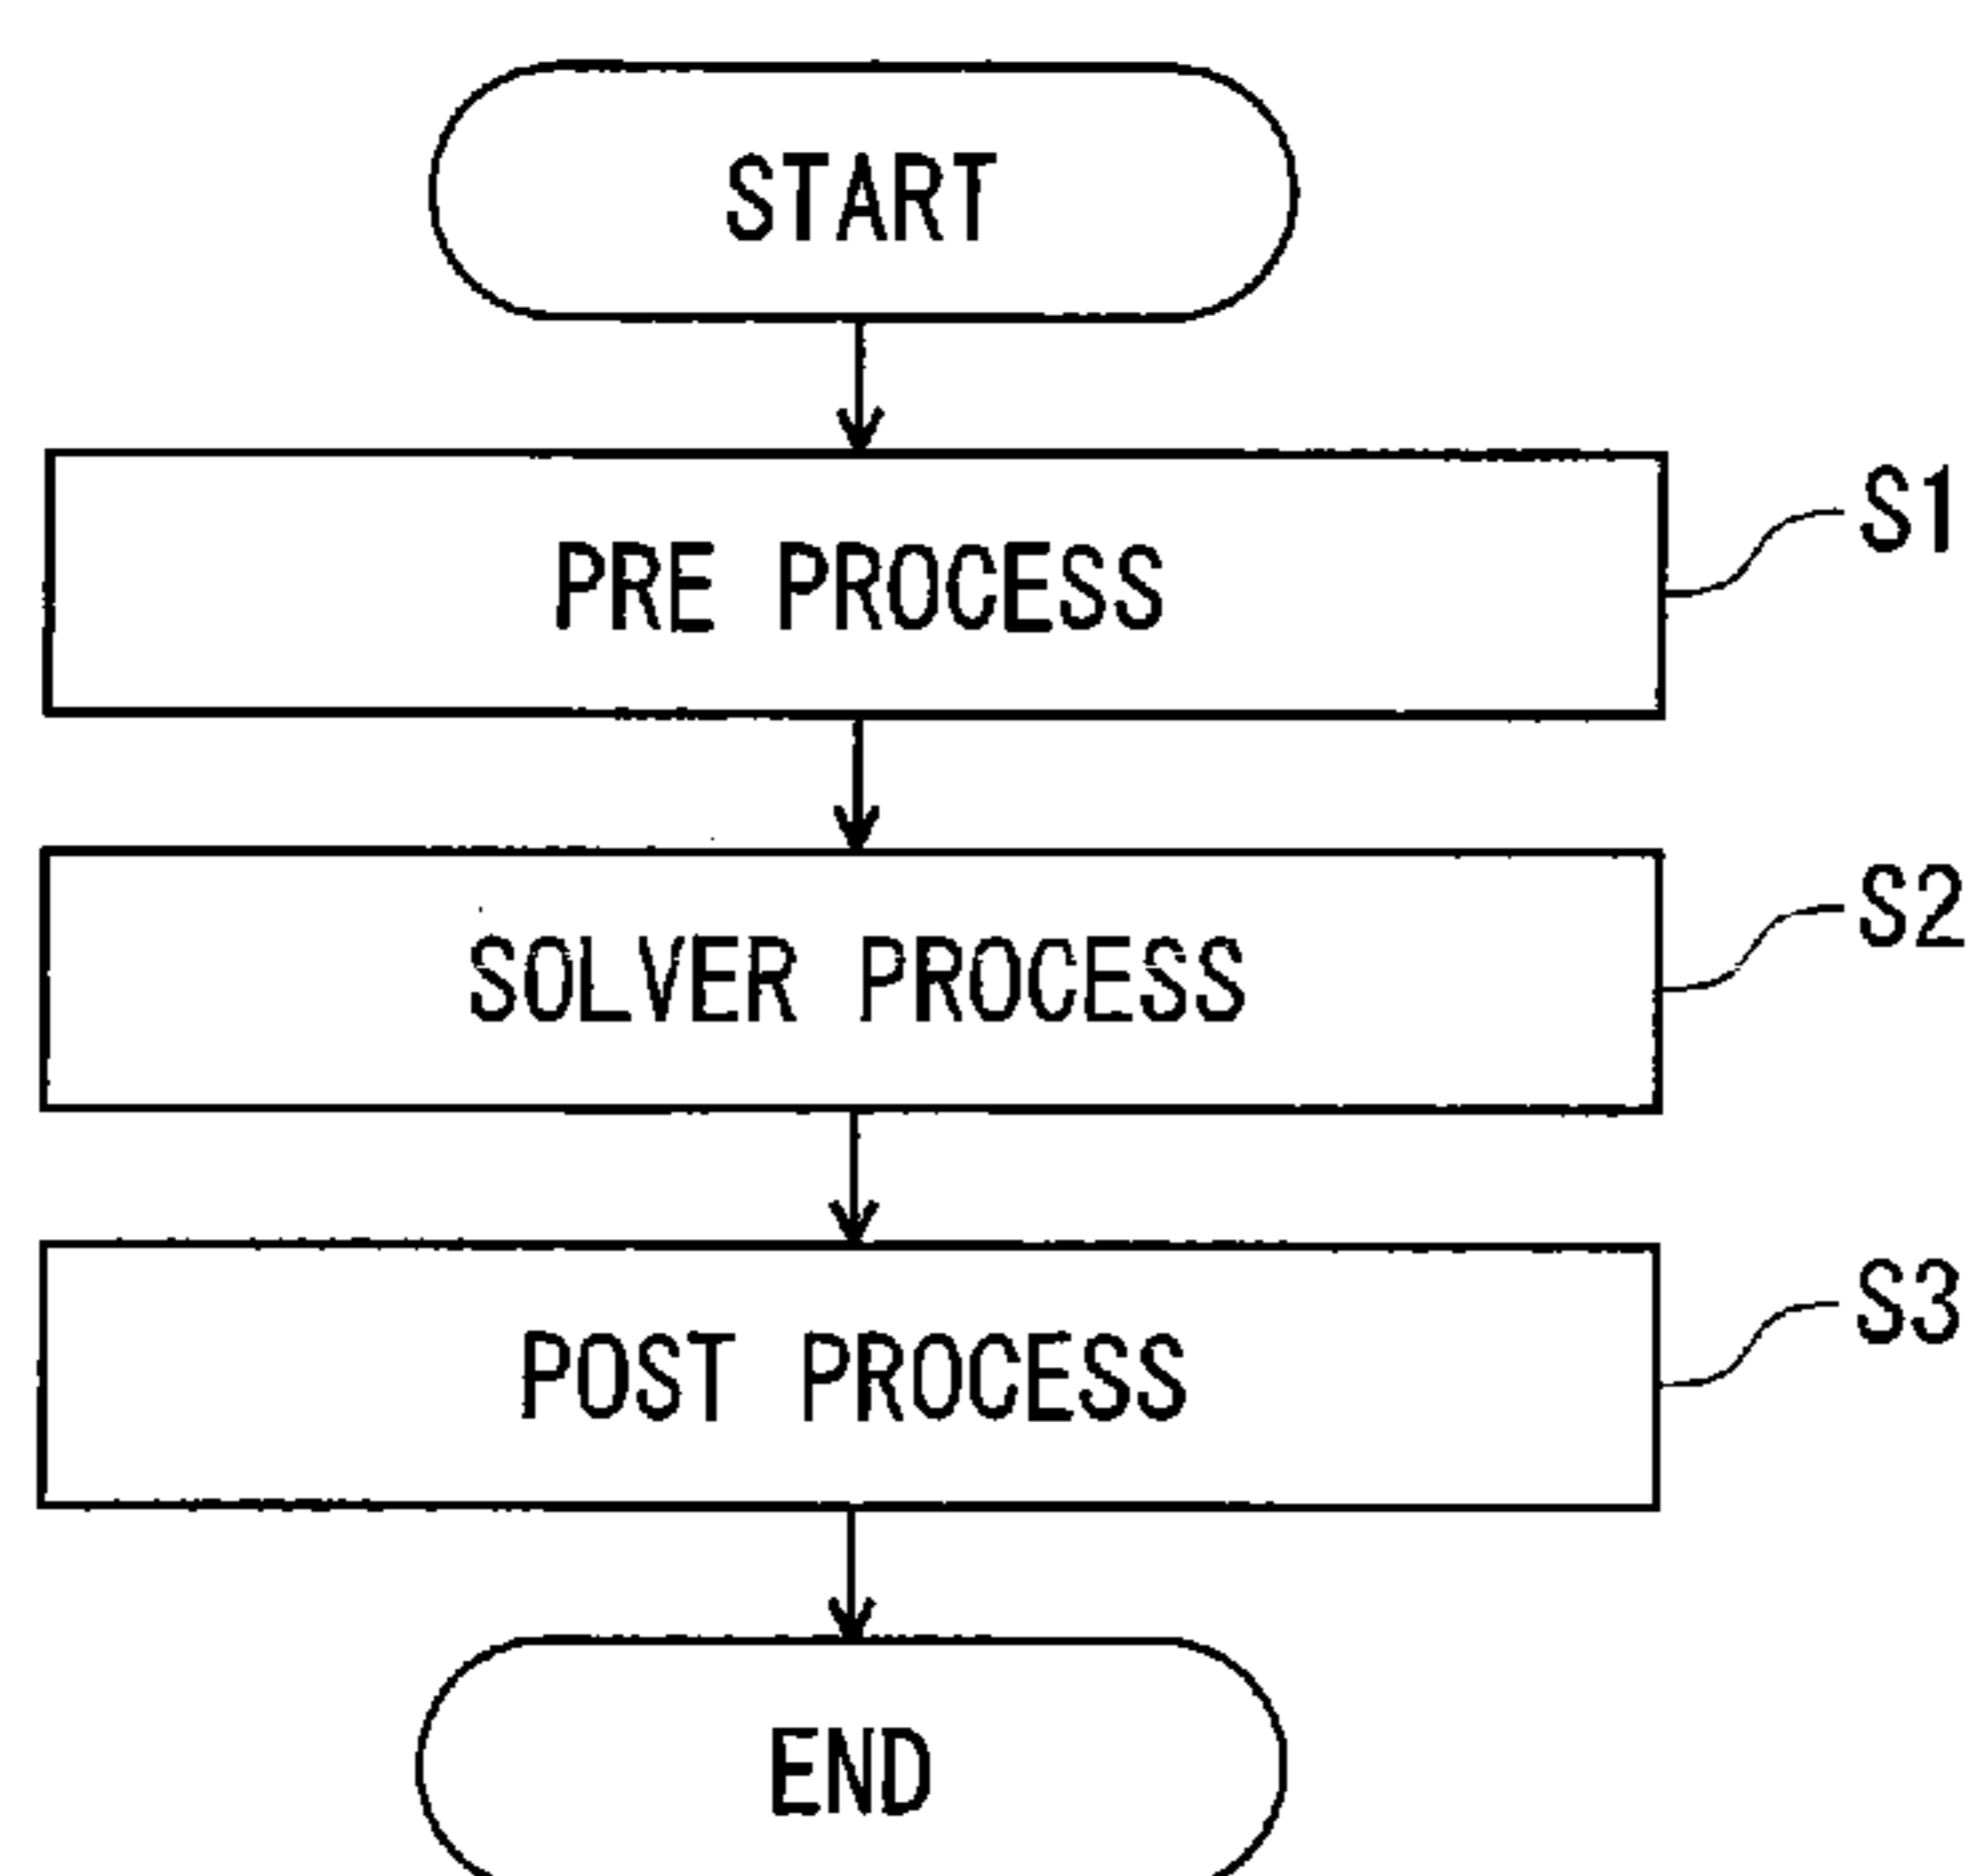 START
PRE PROCESS
S1
SOLVER PROCESS
S2
POST PROCESS
S3
END